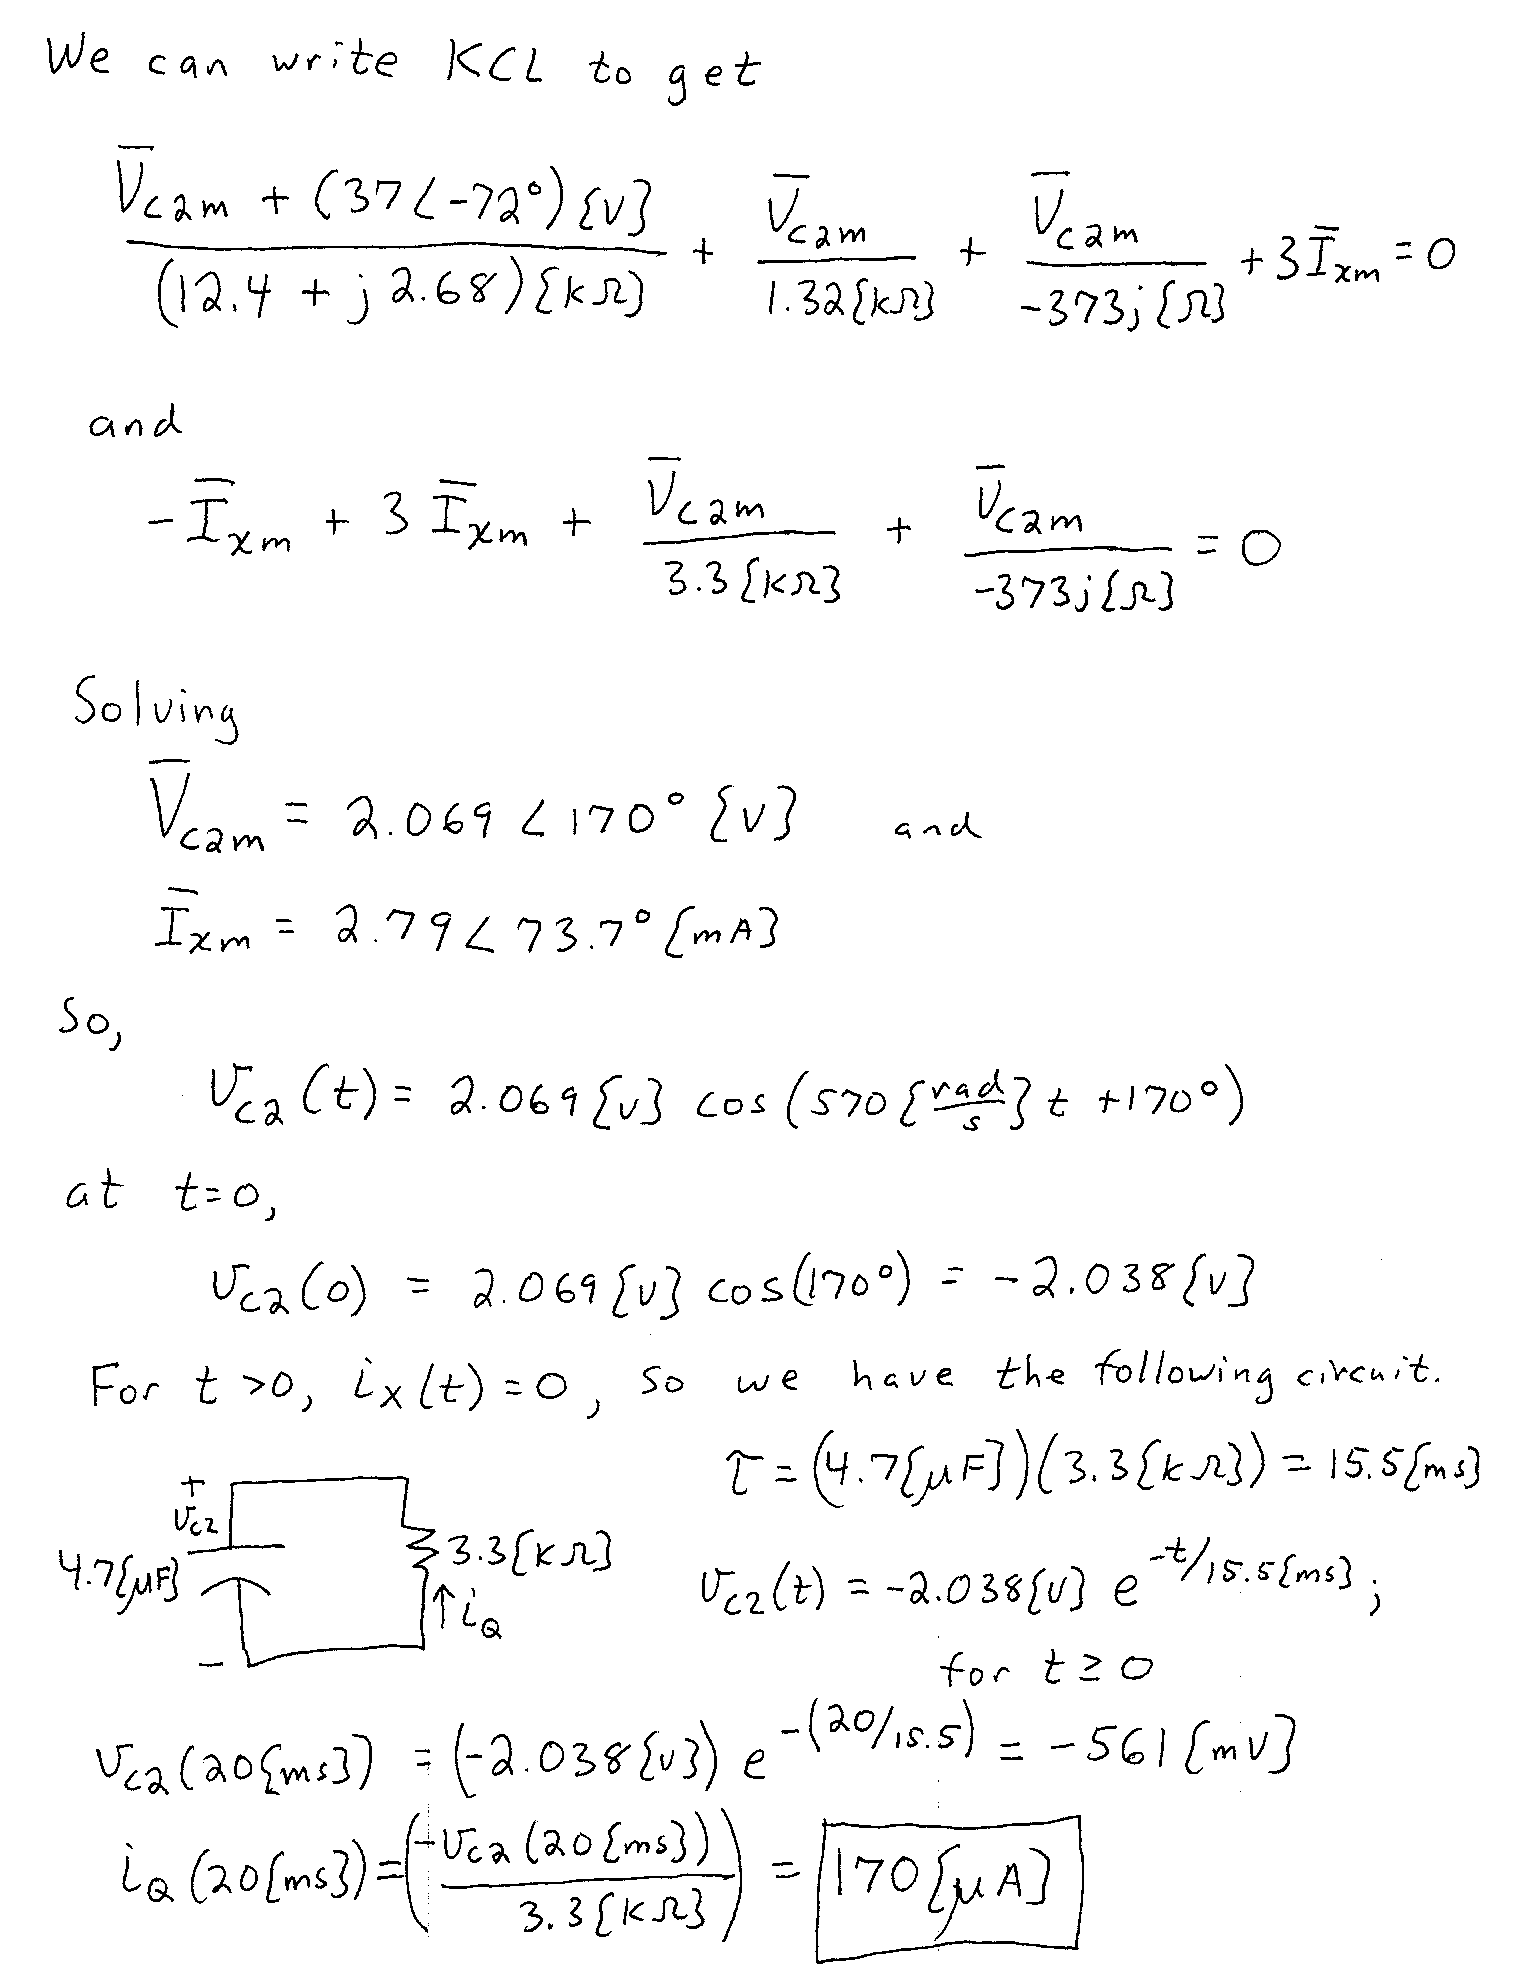 We can write KCL to get
V̅c2m + (37∠-72°){V} / (12.4 + j2.68){kΩ} + V̅c2m / 1.32{kΩ} + V̅c2m / -373j{Ω} + 3I̅xm = 0
and
-I̅xm + 3I̅xm + V̅c2m / 3.3{kΩ} + V̅c2m / -373j{Ω} = 0
Solving
V̅c2m = 2.069∠170° {V} and
I̅xm = 2.79∠73.7° {mA}
So,
vc2(t) = 2.069{V} cos(570{rad/s}t +170°)
at t=0,
vc2(0) = 2.069{V} cos(170°) = -2.038{V}
For t>0, ix(t)=0, so we have the following circuit.
τ = (4.7{μF})(3.3{kΩ}) = 15.5{ms}
+
vc2
4.7{μF}
-
3.3{kΩ}
↑iQ
vc2(t) = -2.038{V} e^-t/15.5{ms};
for t≥0
vc2(20{ms}) = (-2.038{V}) e^-(20/15.5) = -561{mV}
iQ(20{ms}) = (-vc2(20{ms}) / 3.3{kΩ}) = 170{μA}